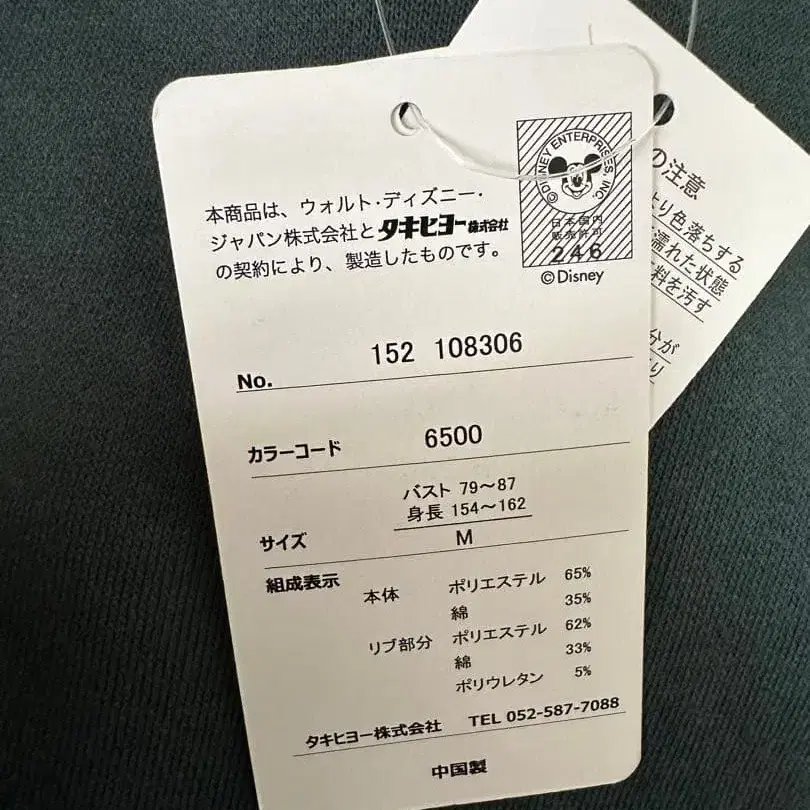 本商品は、ウォルト・ディズニー・
ジャパン株式会社とタキヒヨー株式会社
の契約により、製造したものです。
© DISNEY ENTERPRISES, INC.
日本国内
販売許可
246
©Disney
No. 152 108306
カラーコード 6500
バスト 79〜87
身長 154〜162
サイズ M
組成表示 本体 ポリエステル 65%
綿 35%
リブ部分 ポリエステル 62%
綿 33%
ポリウレタン 5%
タキヒヨー株式会社 TEL 052-587-7088
中国製
の注意
より色落ちする
濡れた状態
料を汚す
分が
り